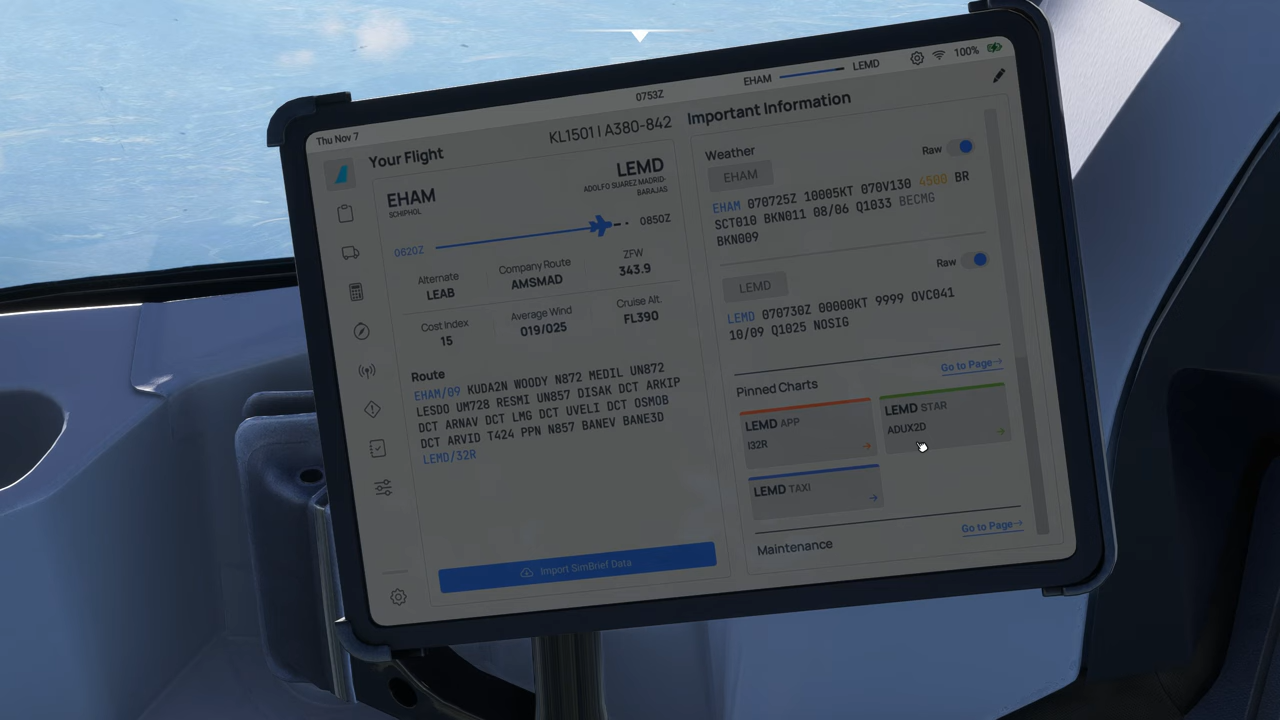 Thu Nov 7
0753Z
EHAM
LEMD
100%
Your Flight
KL1501 | A380-842
EHAM
SCHIPHOL
LEMD
ADOLFO SUAREZ MADRID-
BARAJAS
0620Z
0850Z
Alternate
LEAB
Company Route
AMSMAD
ZFW
343.9
Cost Index
15
Average Wind
019/025
Cruise Alt.
FL390
Route
EHAM/09 KUDA2N WOODY N872 MEDIL UN872
LESDO UM728 RESMI UN857 DISAK DCT ARKIP
DCT ARNAV DCT LMG DCT UVELI DCT OSMOB
DCT ARVID T424 PPN N857 BANEV BANE3D
LEMD/32R
Import SimBrief Data
Important Information
Weather
Raw
EHAM
EHAM 070725Z 10005KT 070V130 4500 BR
SCT010 BKN011 08/06 Q1033 BECMG
BKN009
Raw
LEMD
LEMD 070730Z 00000KT 9999 OVC041
10/09 Q1025 NOSIG
Go to Page→
Pinned Charts
LEMD APP
I32R
→
LEMD STAR
ADUX2D
→
LEMD TAXI
→
Go to Page→
Maintenance